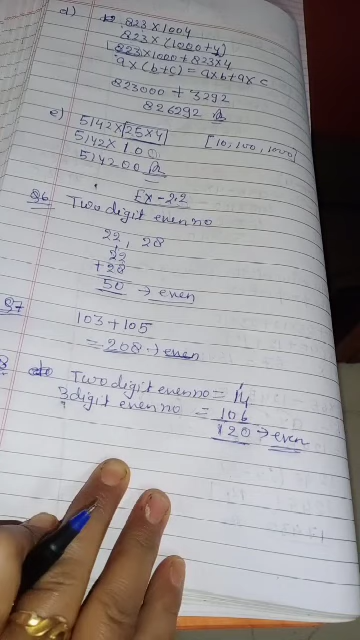 d) 823 × 1004
823 × (1000+4)
823 × 1000 + 823 × 4
a × (b + c) = a × b + a × c
823000 + 3292
826292
e) 5142 × 25 × 4 [10, 100, 1000]
5142 × 100
514200
Ex - 2.2
Q6 Two digit even no
22, 28
22
+ 28
50 → even
Q7 103 + 105
= 208 → even
Two digit even no = 14
3 digit even no = 106
120 → even